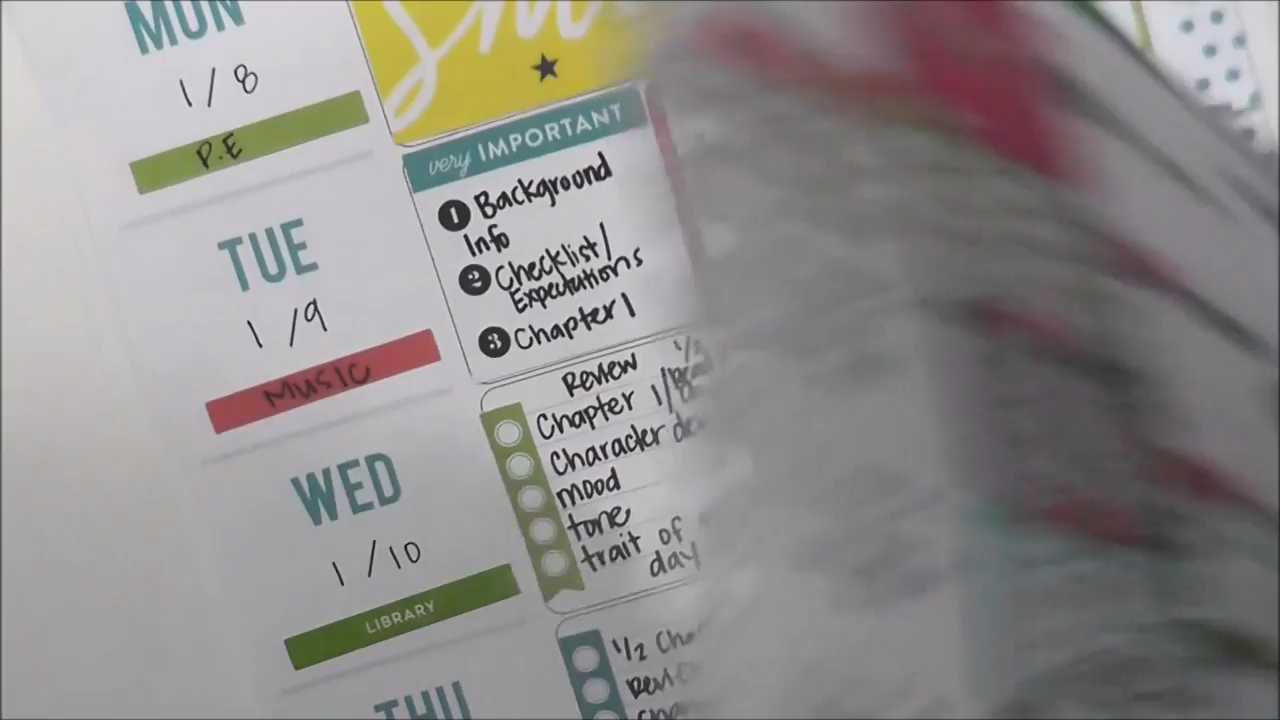 MON
1/8
P.E
very IMPORTANT
1 Background
Info
2 Checklist/
Expectations
3 Chapter 1
TUE
1/9
MUSIC
Review
Chapter 1/
Character
mood
tone
trait of
day
WED
1/10
LIBRARY
1/2
THU